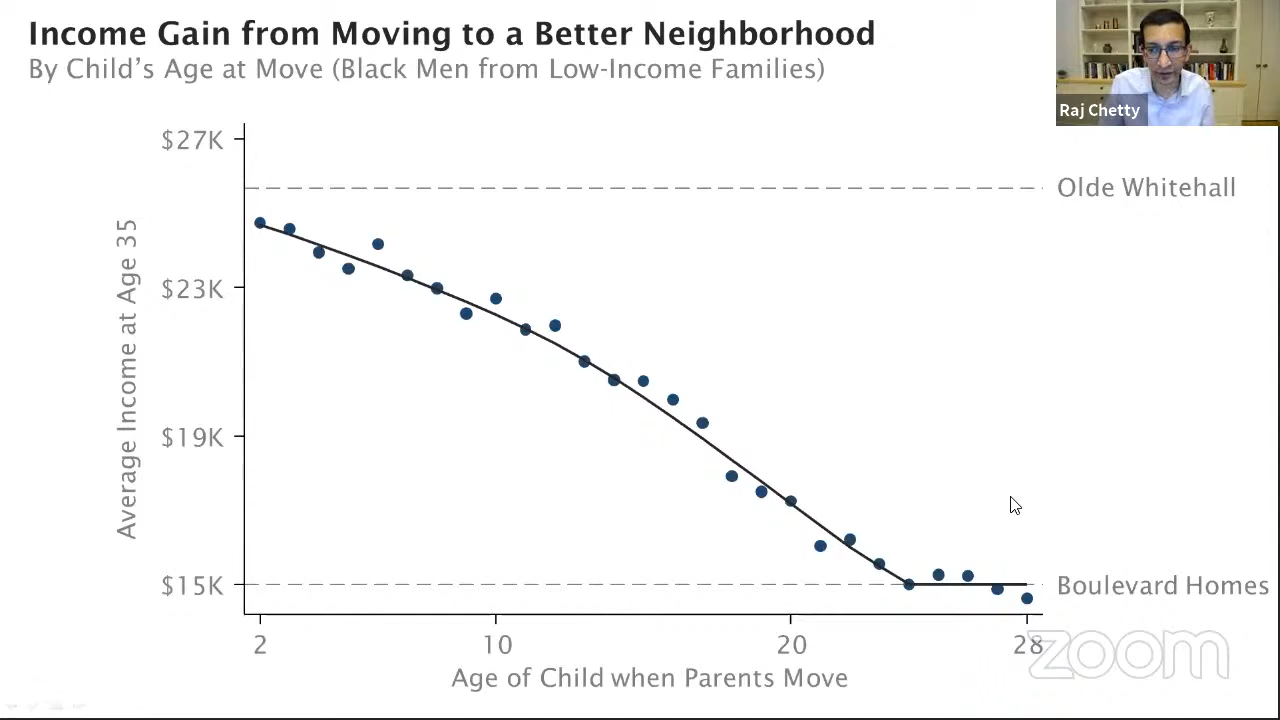 Income Gain from Moving to a Better Neighborhood
By Child's Age at Move (Black Men from Low-Income Families)
Raj Chetty
$27K
Olde Whitehall
$23K
$19K
$15K
Boulevard Homes
Average Income at Age 35
2
10
20
28
zoom
Age of Child when Parents Move